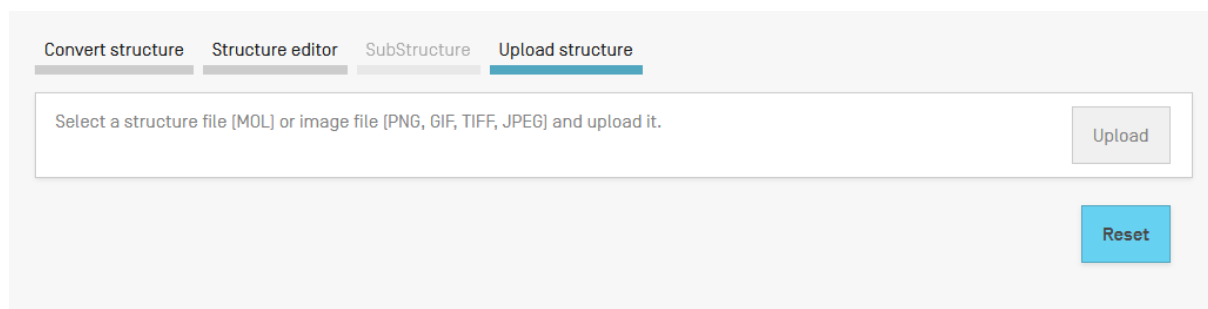 Convert structure Structure editor SubStructure Upload structure
Select a structure file (MOL) or image file (PNG, GIF, TIFF, JPEG) and upload it.
Upload
Reset